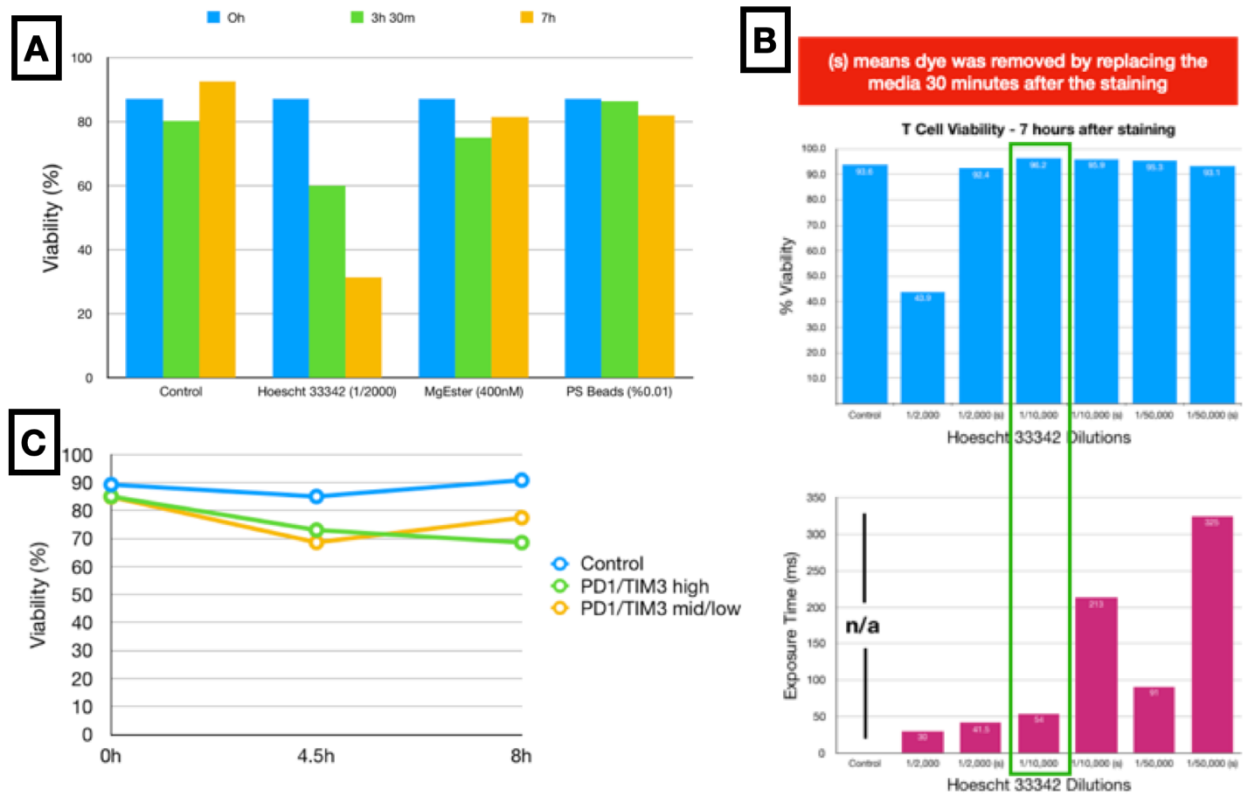 A
Oh
3h 30m
7h
Viability (%)
100
80
60
40
20
0
Control
Hoescht 33342 (1/2000)
MgEster (400nM)
PS Beads (%0.01)
B
(s) means dye was removed by replacing the
media 30 minutes after the staining
T Cell Viability - 7 hours after staining
% Viability
100.0
90.0
80.0
70.0
60.0
50.0
40.0
30.0
20.0
10.0
93.6
43.9
92.4
96.2
95.9
95.3
93.1
Control
1/2,000
1/2,000 (s)
1/10,000
1/10,000 (s)
1/50,000
1/50,000 (s)
Hoescht 33342 Dilutions
Exposure Time (ms)
350
300
250
200
150
100
50
0
n/a
30
41.5
54
213
91
325
Control
1/2,000
1/2,000 (s)
1/10,000
1/10,000 (s)
1/50,000
1/50,000 (s)
Hoescht 33342 Dilutions
C
Viability (%)
100
90
80
70
60
50
40
30
20
10
0
0h
4.5h
8h
Control
PD1/TIM3 high
PD1/TIM3 mid/low